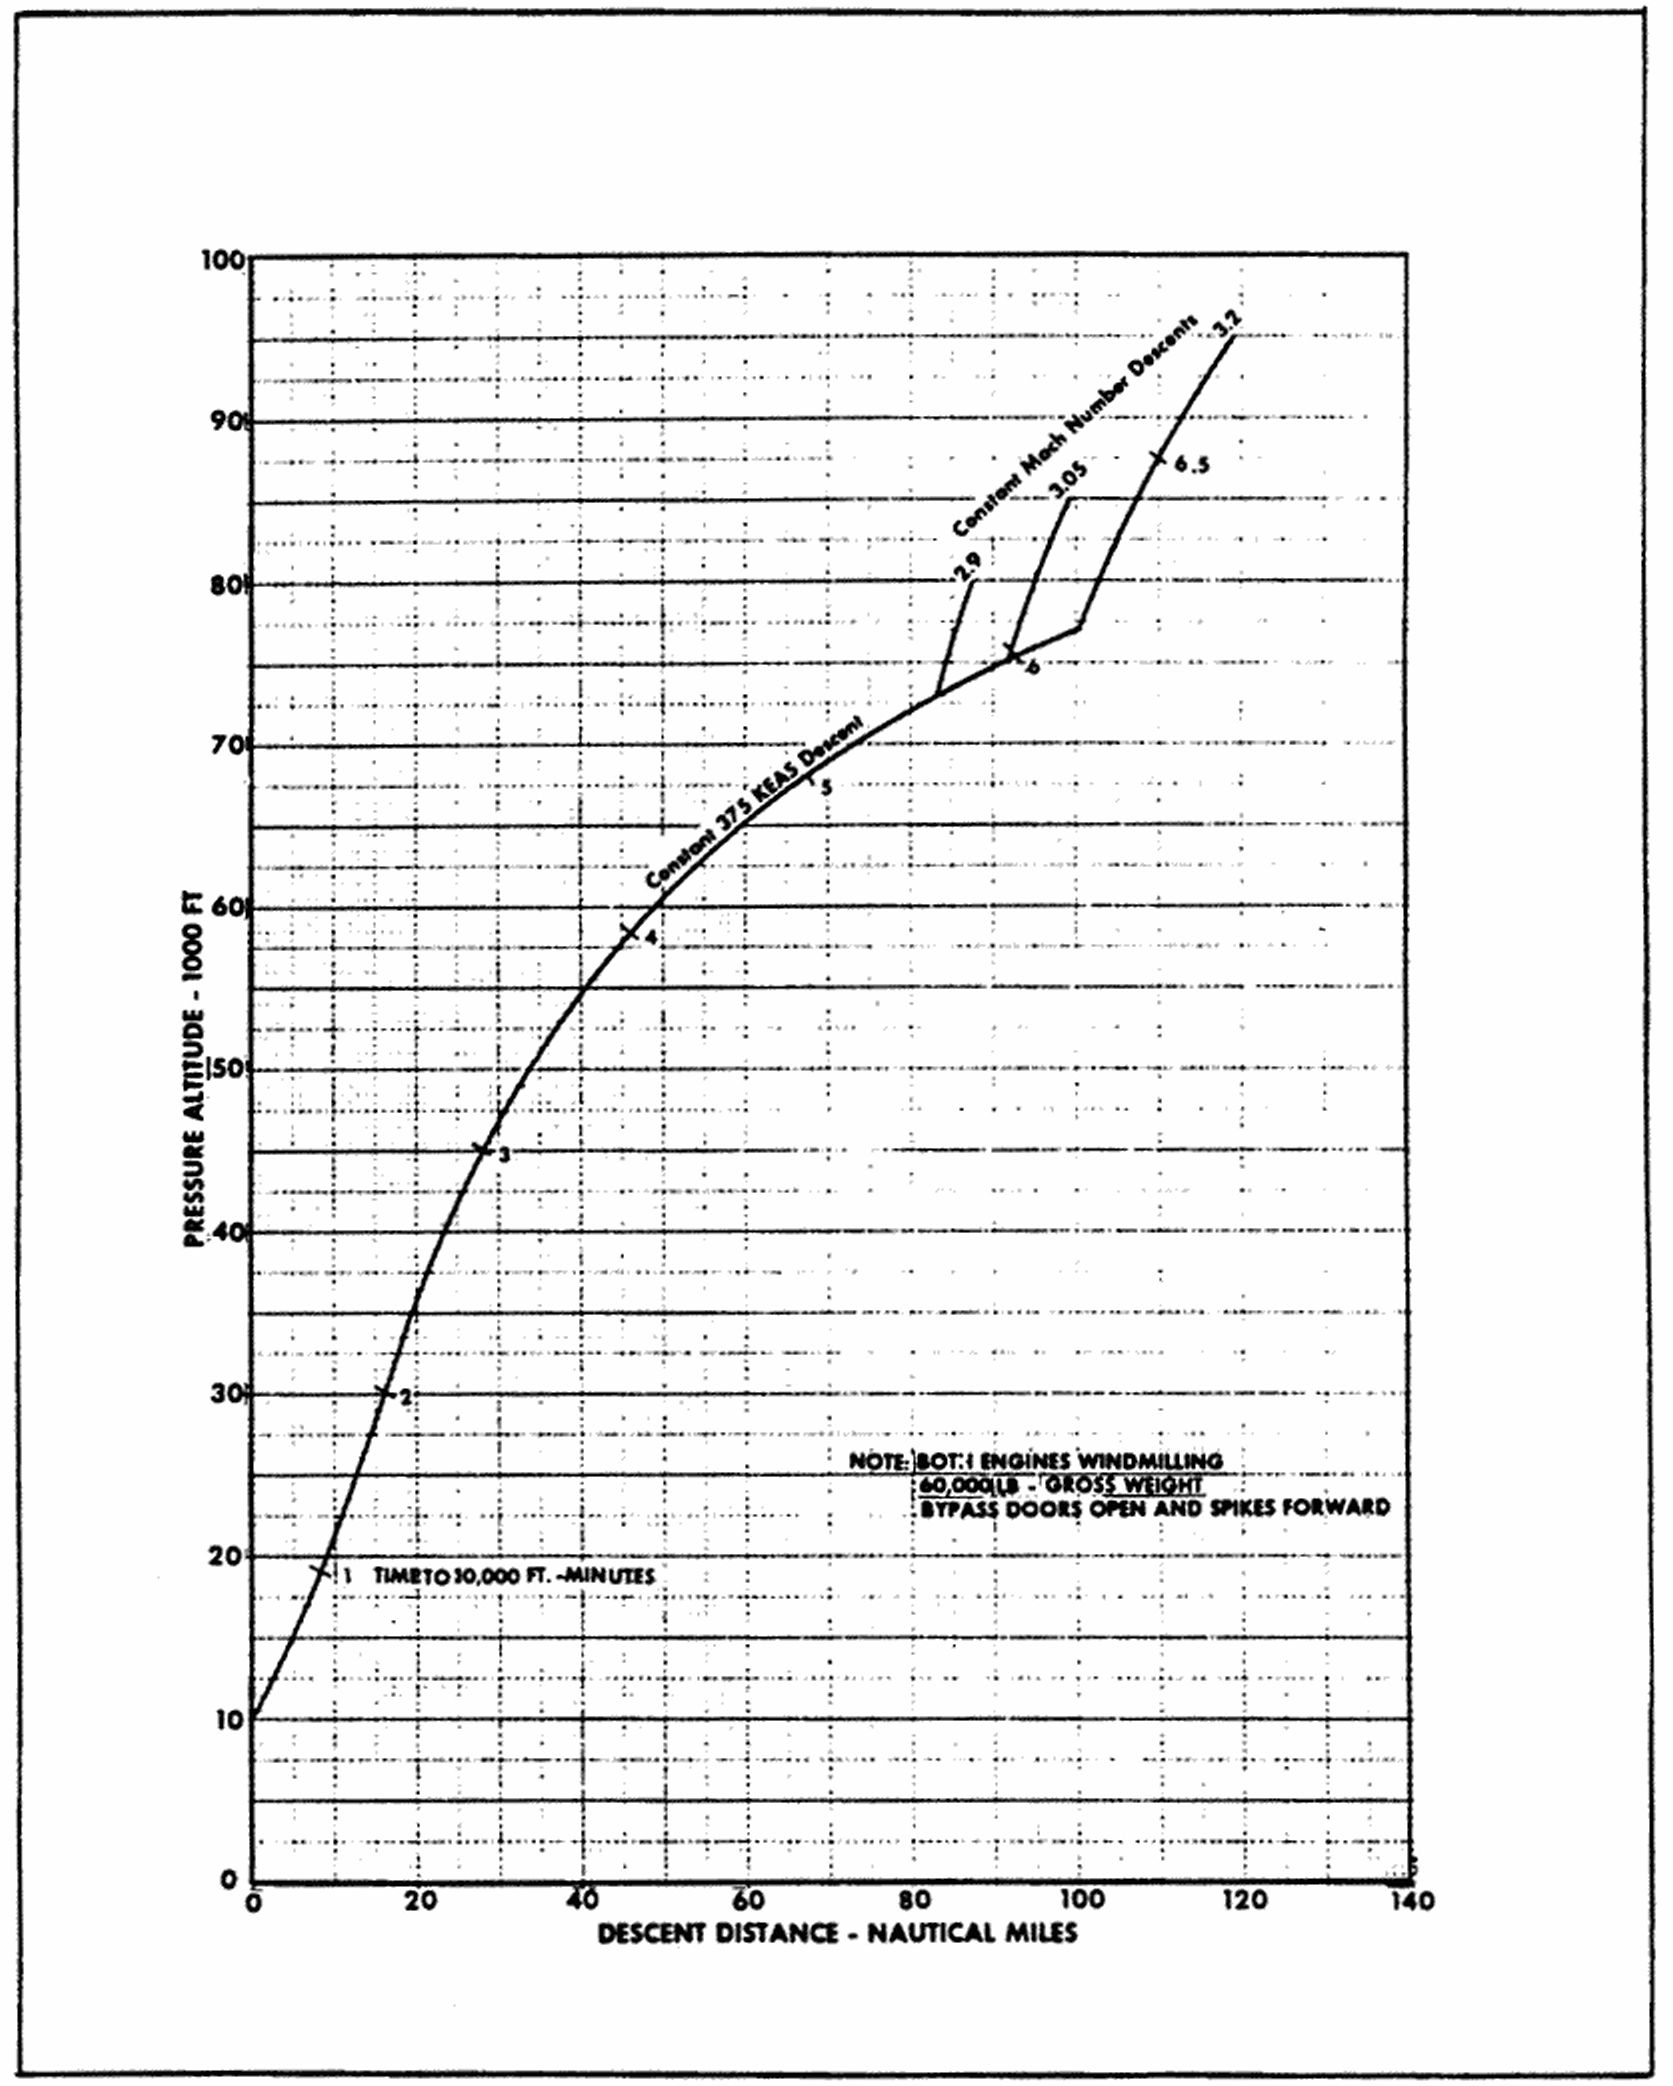 100
90
80
70
60
50
40
30
20
10
0
PRESSURE ALTITUDE - 1000 FT
3.2
Constant Mach Number Descents
6.5
3.05
2.9
6
Constant 375 KEAS Descent
5
4
3
2
NOTE: BOTH ENGINES WINDMILLING
60,000 LB - GROSS WEIGHT
BYPASS DOORS OPEN AND SPIKES FORWARD
1 TIME TO 10,000 FT. -MINUTES
0 20 40 60 80 100 120 140
DESCENT DISTANCE - NAUTICAL MILES